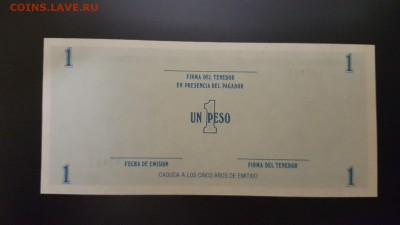 COINS.LAVE.RU
1 1
FIRMA DEL TENEDOR
EN PRESENCIA DEL PAGADOR
UN 1 PESO
FECHA DE EMISION FIRMA DEL TENEDOR
CADUCA A LOS CINCO AÑOS DE EMITIDO
1 1